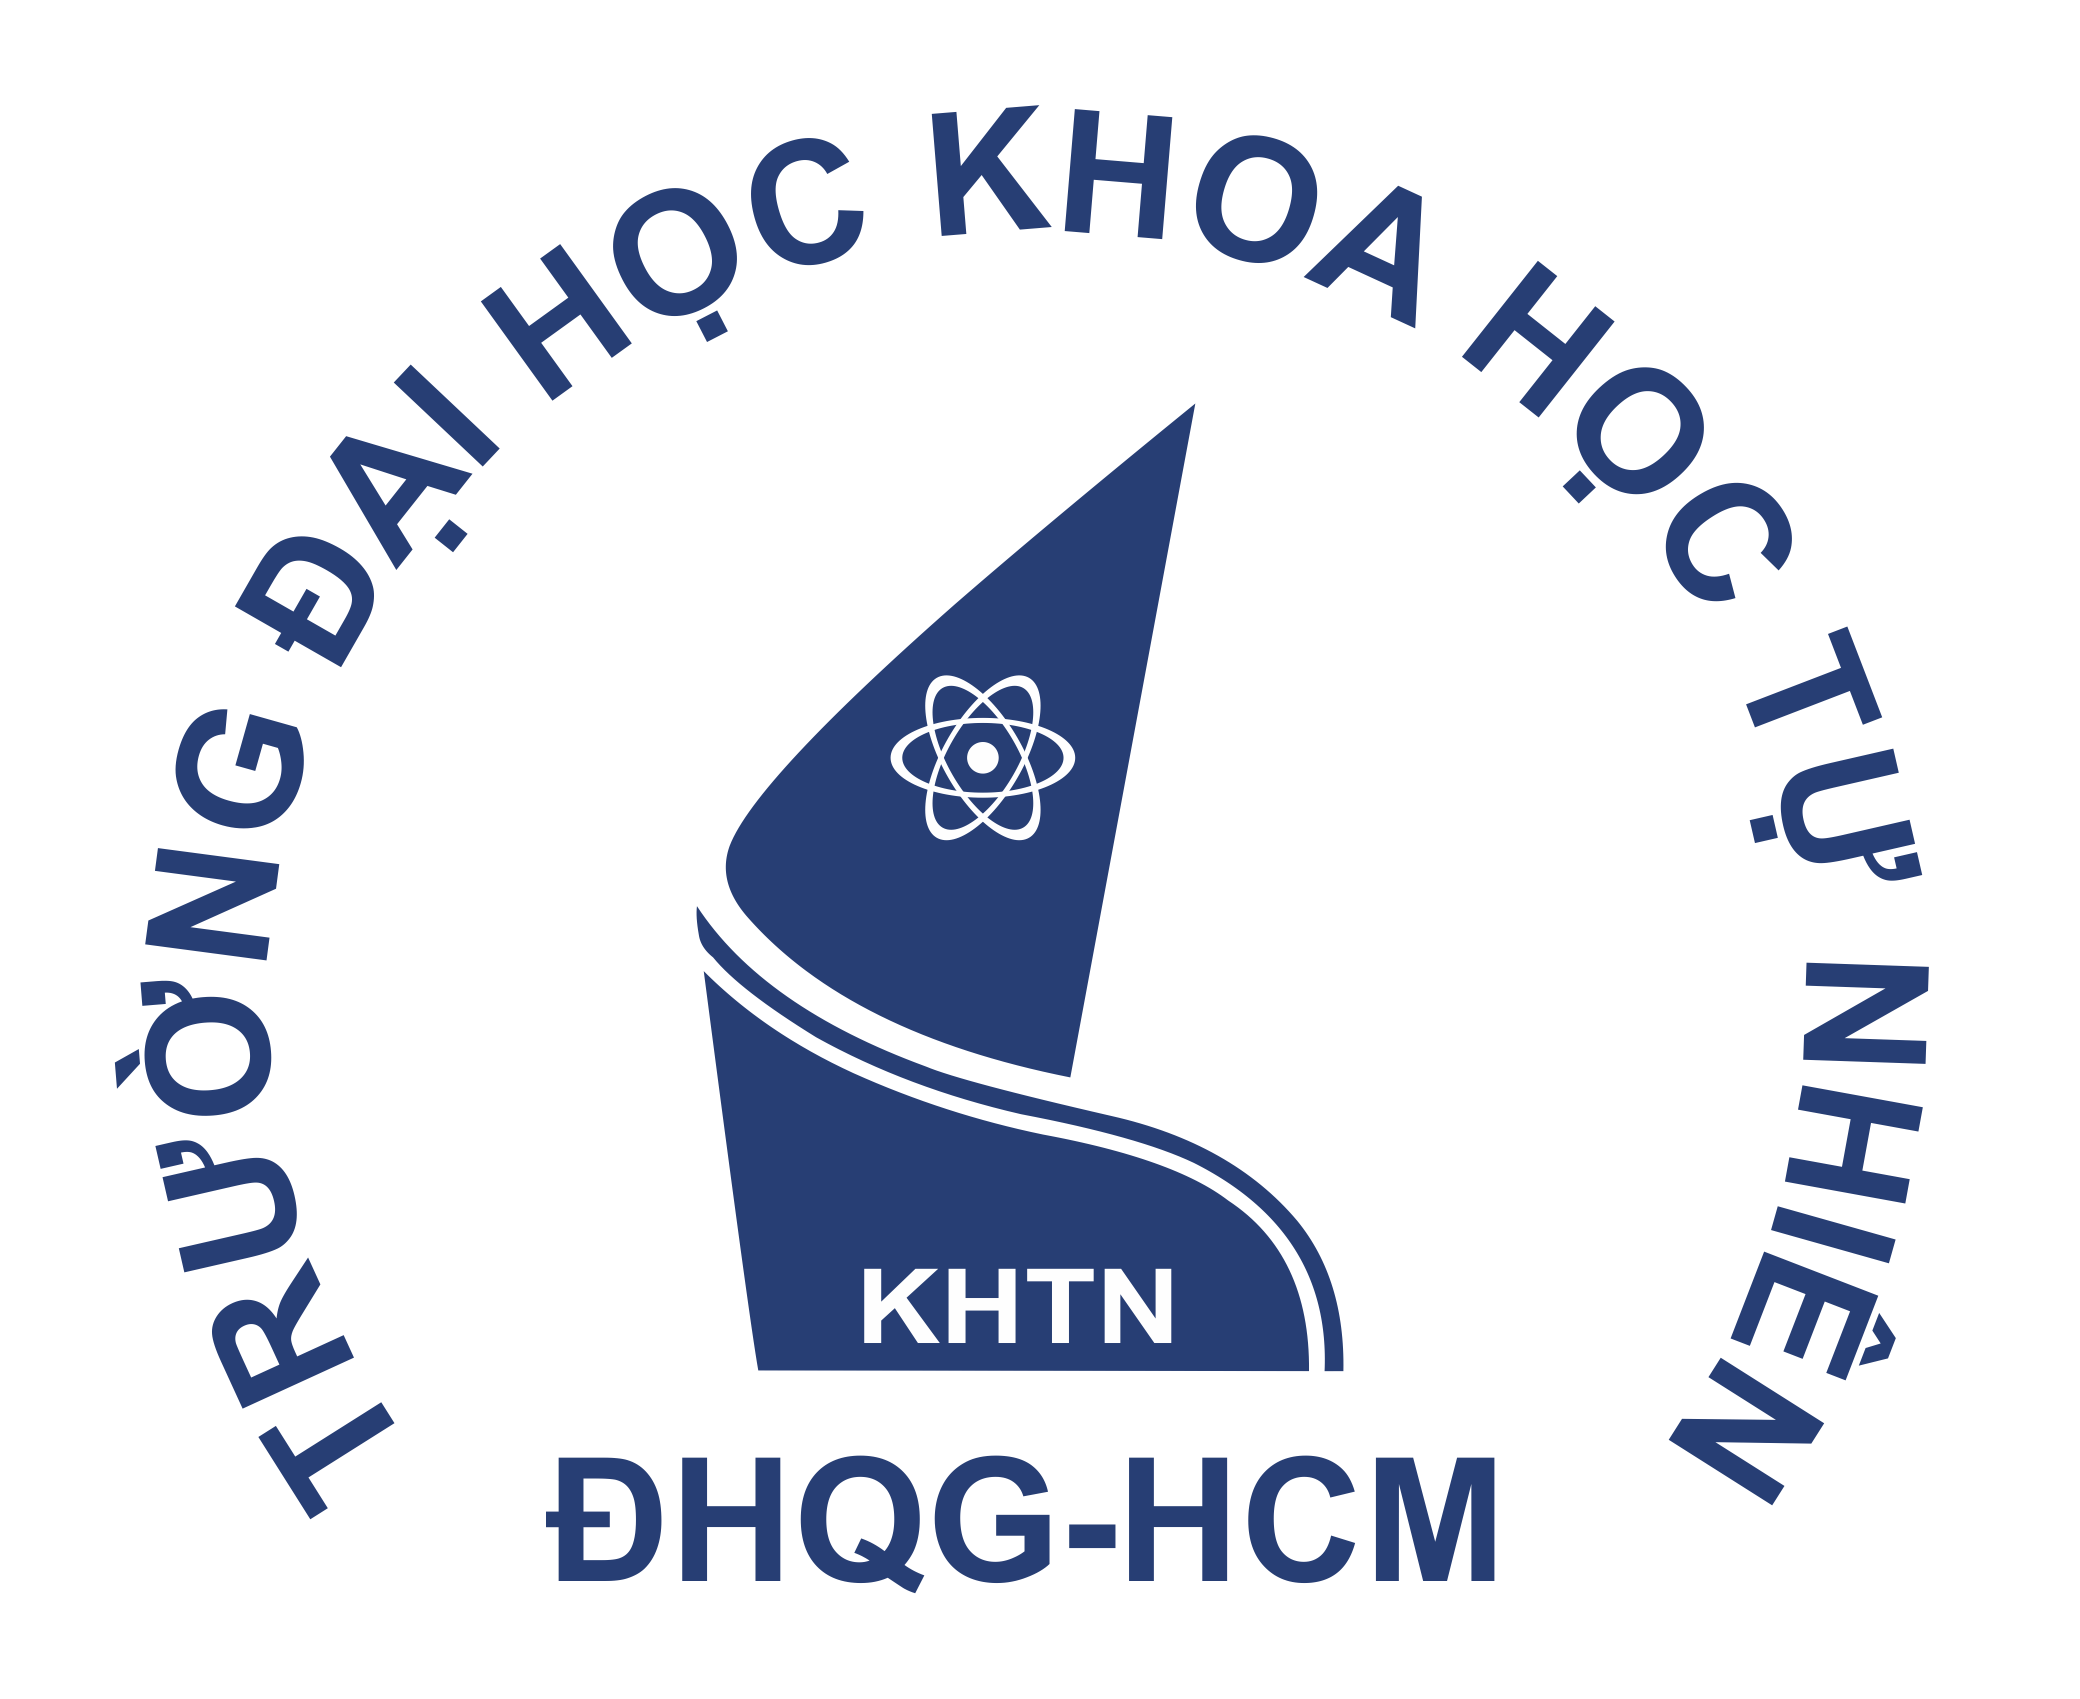 TRƯỜNG ĐẠI HỌC KHOA HỌC TỰ NHIÊN
KHTN
ĐHQG-HCM